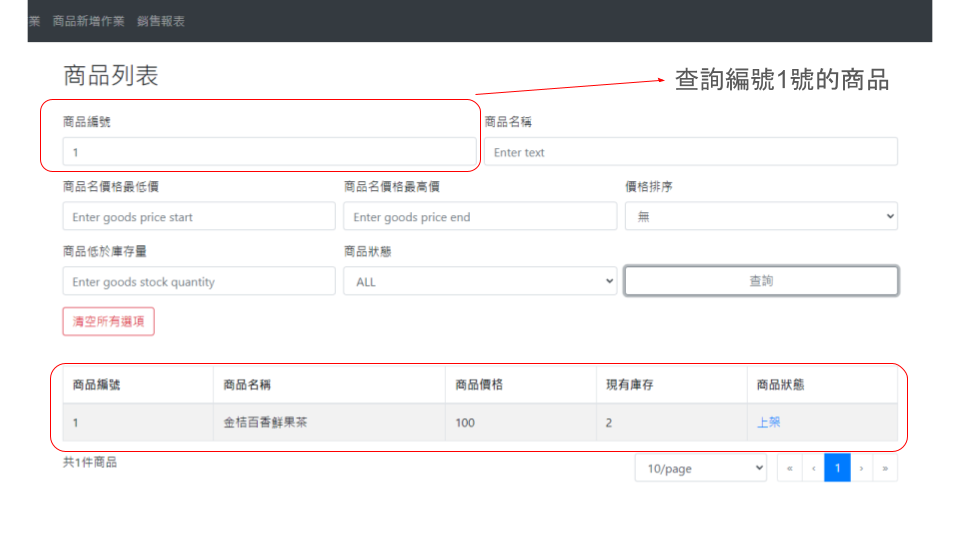 業 商品新增作業 銷售報表
商品列表
查詢編號1號的商品
商品編號 商品名稱
1 Enter text
商品名價格最低價 商品名價格最高價 價格排序
Enter goods price start Enter goods price end 無
商品低於庫存量 商品狀態
Enter goods stock quantity ALL 查詢
清空所有選項
商品編號 商品名稱 商品價格 現有庫存 商品狀態
1 金桔百香鮮果茶 100 2 上架
共1件商品 10/page « ‹ 1 › »